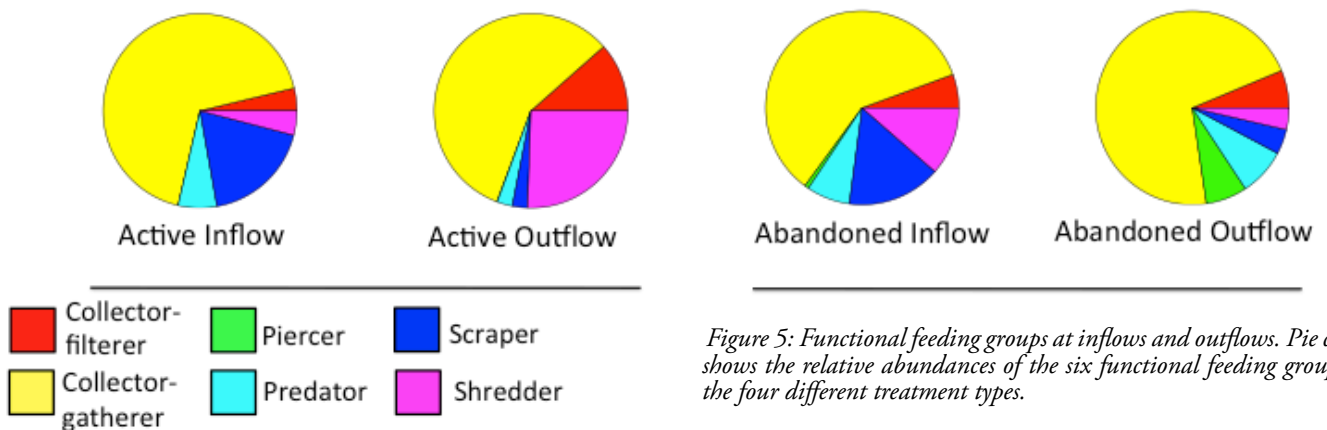 Active Inflow
Active Outflow
Abandoned Inflow
Abandoned Outflow
Collector-
filterer
Piercer
Scraper
Collector-
gatherer
Predator
Shredder
Figure 5: Functional feeding groups at inflows and outflows. Pie
shows the relative abundances of the six functional feeding
the four different treatment types.